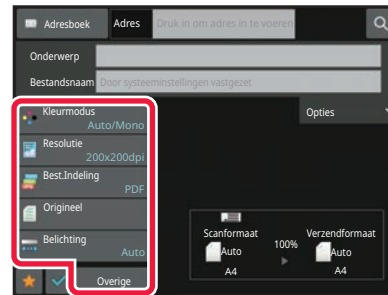 Adresboek Adres Druk in om adres in te voeren
Onderwerp
Bestandsnaam Door systeeminstellingen vastgezet
Kleurmodus
Auto/Mono
Opties
Resolutie
200x200dpi
Best.Indeling
PDF
Origineel
Belichting
Auto
Scanformaat
Auto
A4
100%
Verzendformaat
Auto
A4
Overige